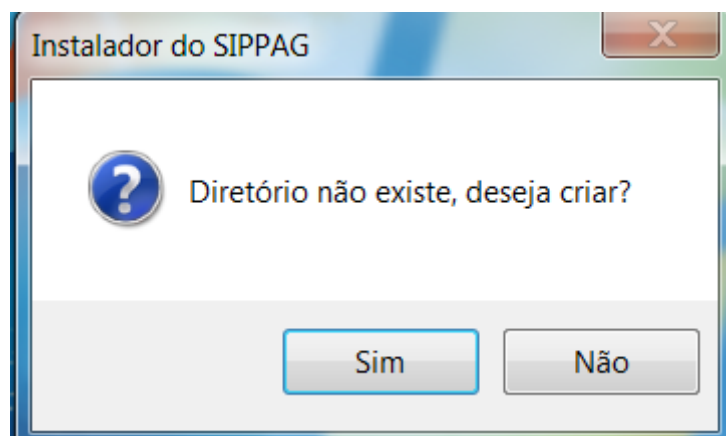 Instalador do SIPPAG
Diretório não existe, deseja criar?
Sim
Não